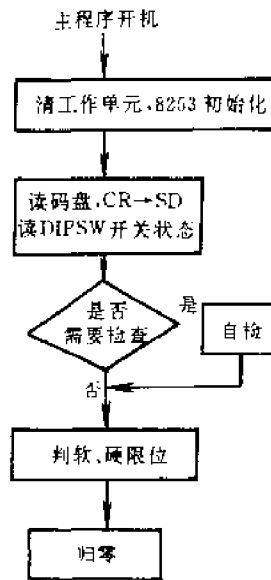 主程序开机
清工作单元,8253初始化
读码盘,CR→SD
读DIPSW开关状态
是否
需要检查
是
自检
否
判软、硬限位
归零